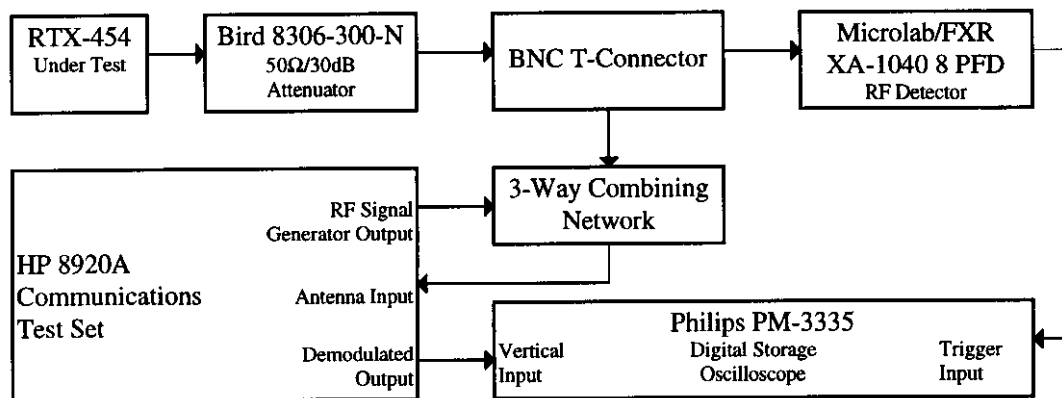 RTX-454
Under Test
Bird 8306-300-N
50Ω/30dB
Attenuator
BNC T-Connector
Microlab/FXR
XA-1040 8 PFD
RF Detector
3-Way Combining
Network
RF Signal
Generator Output
HP 8920A
Communications
Test Set
Antenna Input
Demodulated
Output
Philips PM-3335
Vertical
Input
Digital Storage
Oscilloscope
Trigger
Input